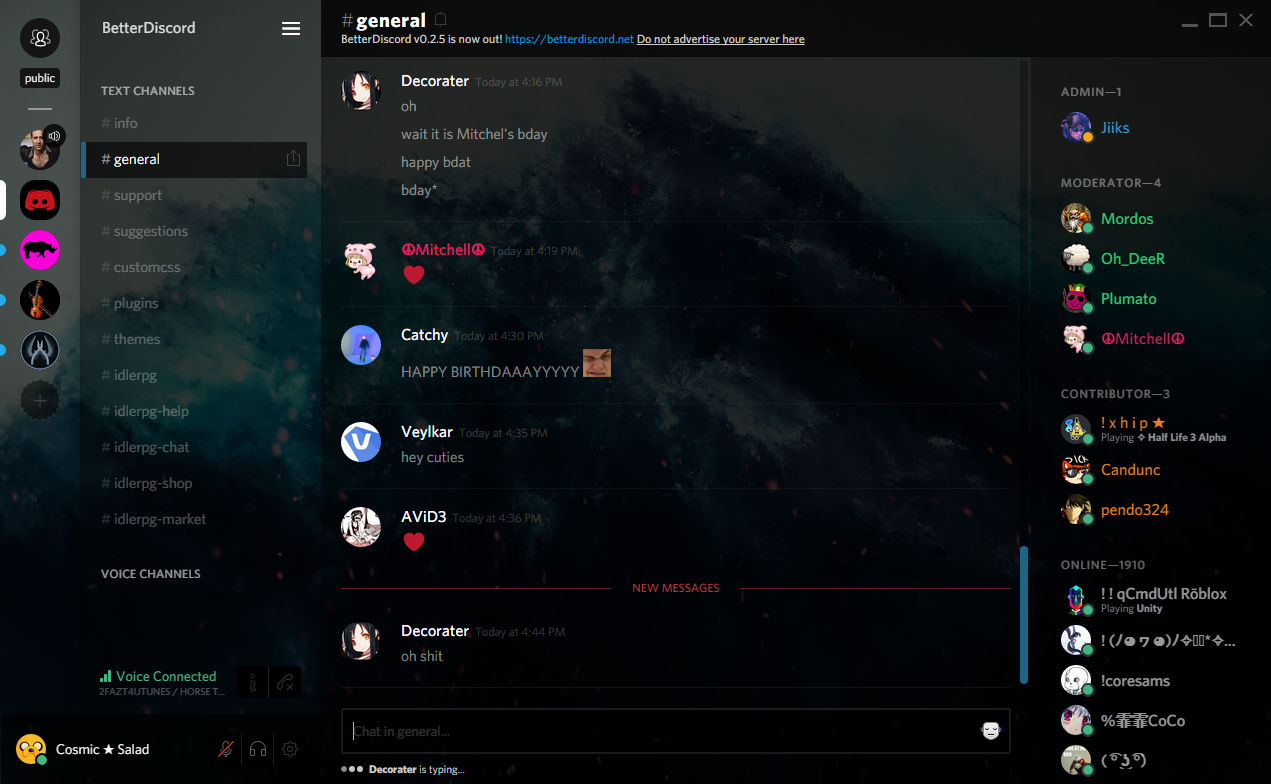 public
BetterDiscord
TEXT CHANNELS
# info
# general
# support
# suggestions
# customcss
# plugins
# themes
# idlerpg
# idlerpg-help
# idlerpg-chat
# idlerpg-shop
# idlerpg-market
VOICE CHANNELS
Voice Connected
2FAZT4UTUNES / HORSE T...
Cosmic ★ Salad
# general
BetterDiscord v0.2.5 is now out! https://betterdiscord.net Do not advertise your server here
Decorater Today at 4:16 PM
oh
wait it is Mitchel's bday
happy bdat
bday*
☮Mitchell☮ Today at 4:19 PM
Catchy Today at 4:30 PM
HAPPY BIRTHDAAAYYYYY
Veylkar Today at 4:35 PM
hey cuties
AViD3 Today at 4:36 PM
NEW MESSAGES
Decorater Today at 4:44 PM
oh shit
Chat in general...
Decorater is typing...
ADMIN—1
Jiiks
MODERATOR—4
Mordos
Oh_DeeR
Plumato
☮Mitchell☮
CONTRIBUTOR—3
! x h i p ★
Playing ✧ Half Life 3 Alpha
Candunc
pendo324
ONLINE—1910
! ! qCmdUtl Rōblox
Playing Unity
!coresams
%霏霏CoCo
( ͡° ͜ʖ ͡°)